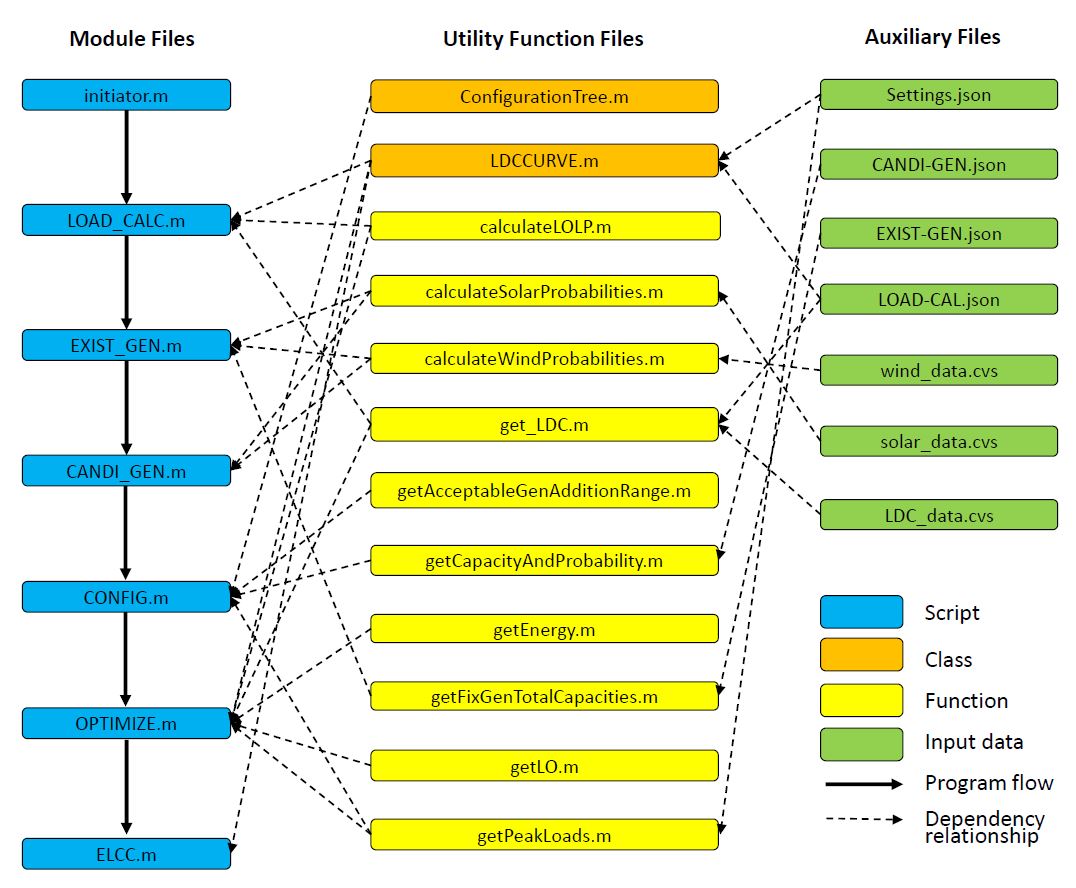 Module Files
initiator.m
LOAD_CALC.m
EXIST_GEN.m
CANDI_GEN.m
CONFIG.m
OPTIMIZE.m
ELCC.m
Utility Function Files
ConfigurationTree.m
LDCCURVE.m
calculateLOLP.m
calculateSolarProbabilities.m
calculateWindProbabilities.m
get_LDC.m
getAcceptableGenAdditionRange.m
getCapacityAndProbability.m
getEnergy.m
getFixGenTotalCapacities.m
getLO.m
getPeakLoads.m
Auxiliary Files
Settings.json
CANDI-GEN.json
EXIST-GEN.json
LOAD-CAL.json
wind_data.cvs
solar_data.cvs
LDC_data.cvs
Script
Class
Function
Input data
Program flow
Dependency
relationship